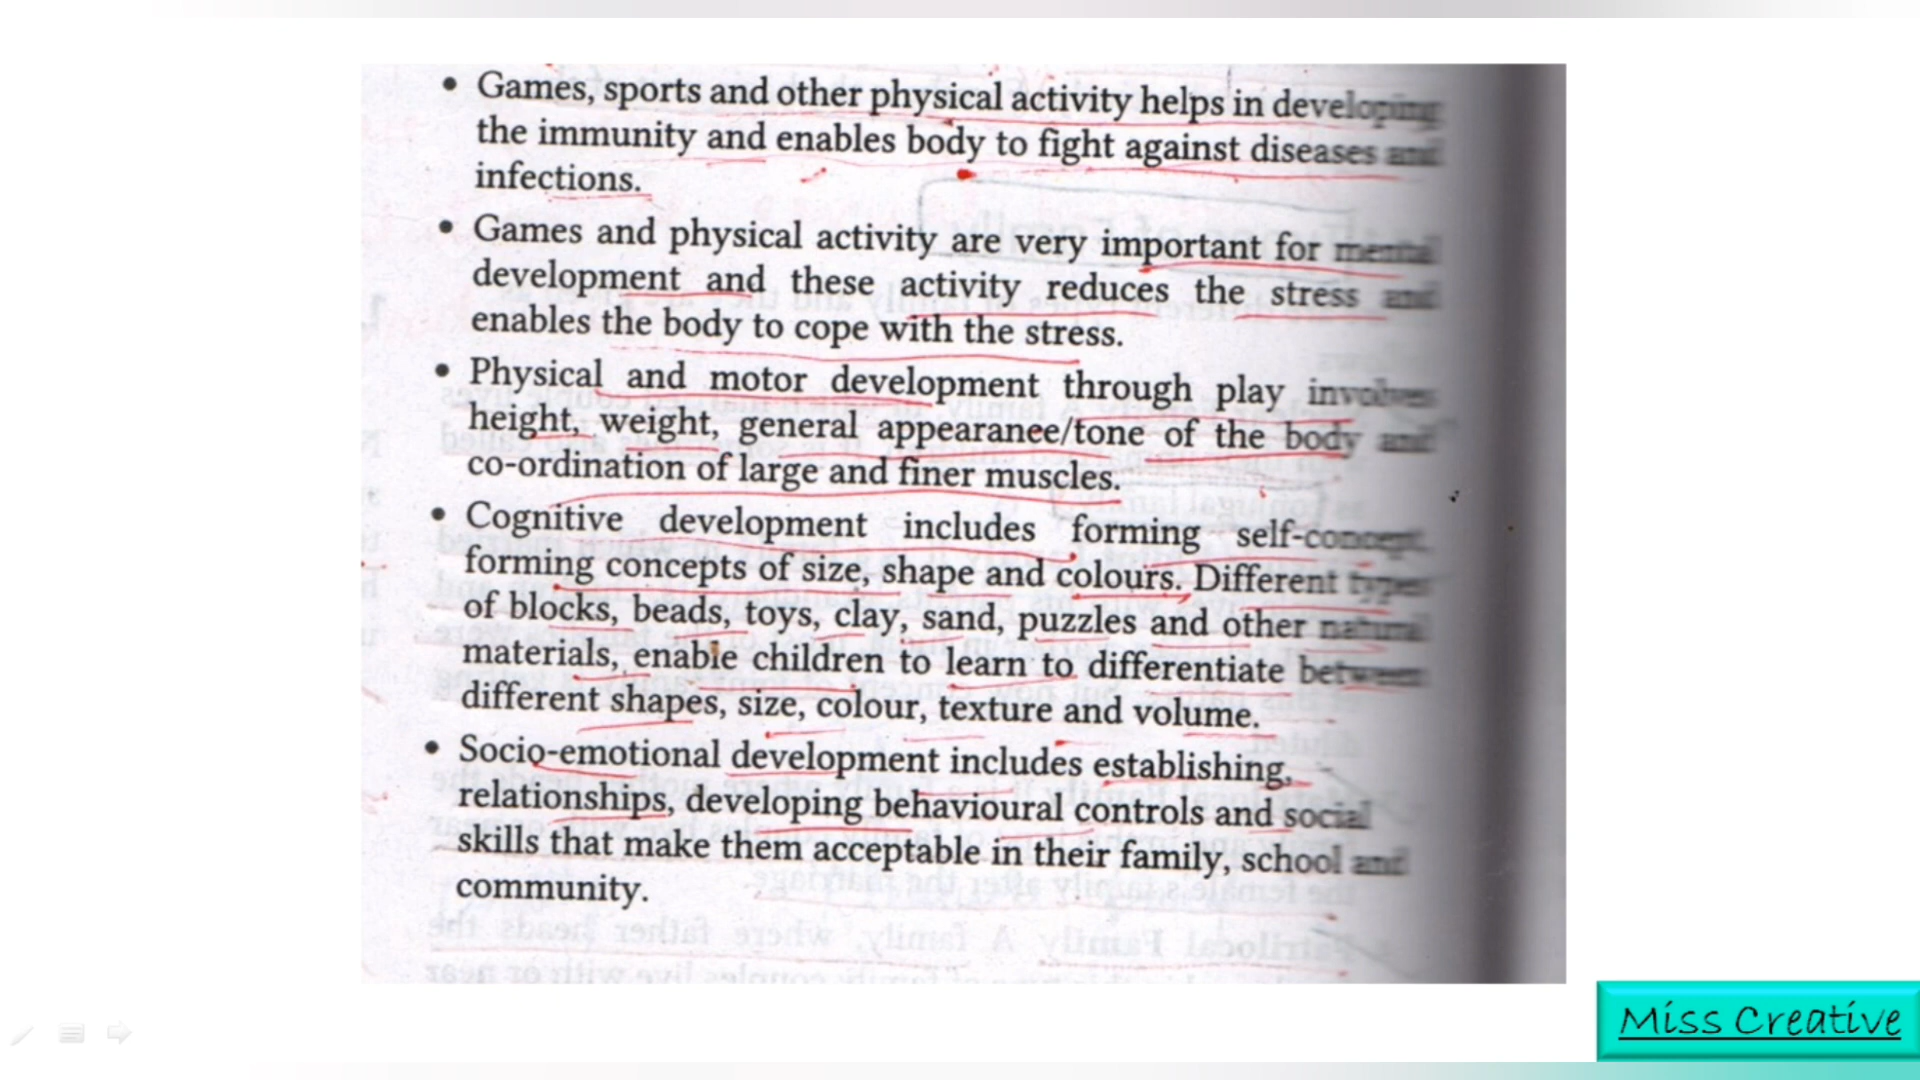 • Games, sports and other physical activity helps in developing
the immunity and enables body to fight against diseases and
infections.
• Games and physical activity are very important for mental
development and these activity reduces the stress and
enables the body to cope with the stress.
• Physical and motor development through play involves
height, weight, general appearance/tone of the body and
co-ordination of large and finer muscles.
• Cognitive development includes forming self-concept,
forming concepts of size, shape and colours. Different types
of blocks, beads, toys, clay, sand, puzzles and other natural
materials, enable children to learn to differentiate between
different shapes, size, colour, texture and volume.
• Socio-emotional development includes establishing,
relationships, developing behavioural controls and social
skills that make them acceptable in their family, school and
community.
Miss Creative